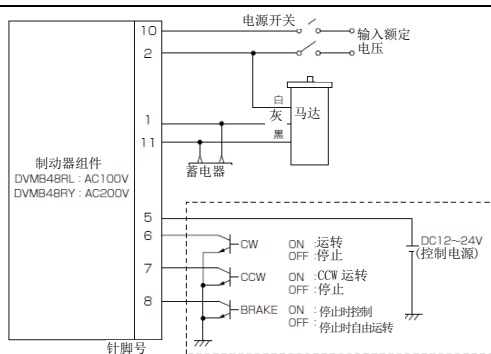 电源开关
10
输入额定
电压
2
白
灰
马达
1
黑
11
制动器组件
DVMB48RL : AC100V
DVMB48RY : AC200V
蓄电器
5
6
CW ON :运转
OFF :停止
DC12~24V
(控制电源)
7
CCW ON :CCW 运转
OFF :停止
8
BRAKE ON :停止时控制
OFF :停止时自由运转
针脚号